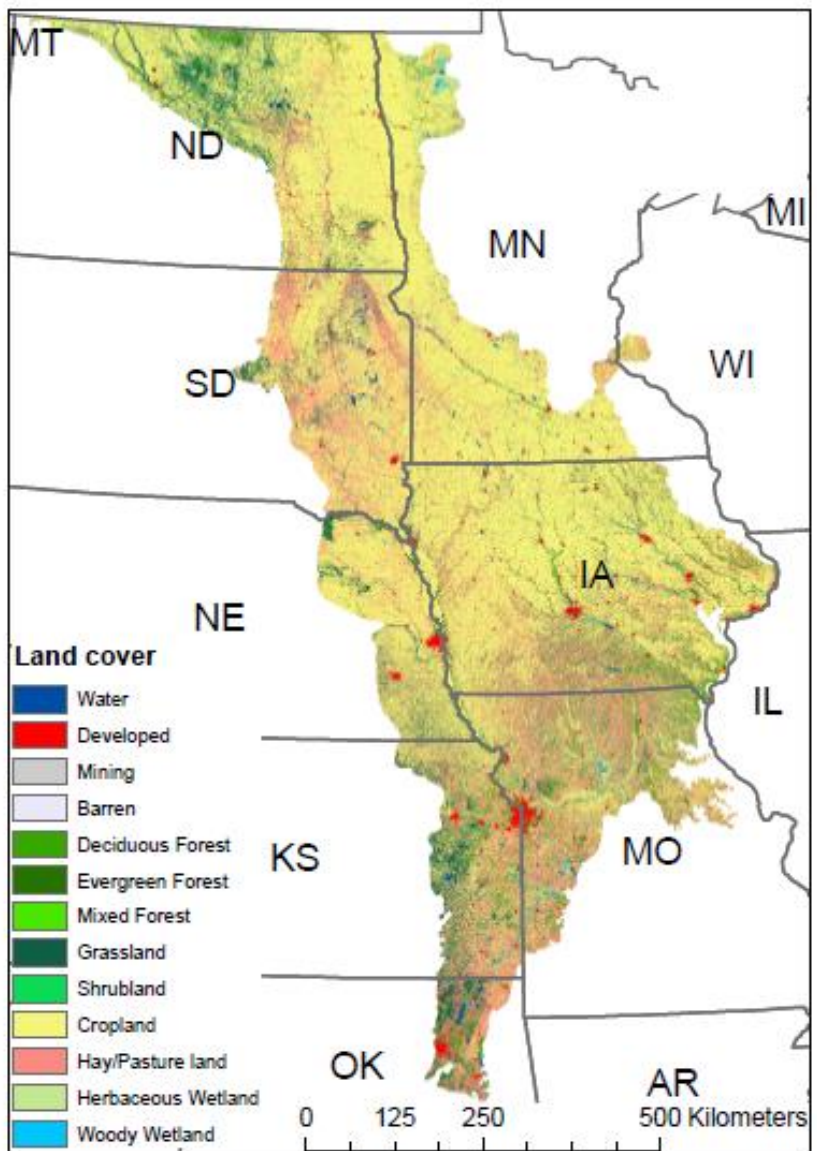 MT
ND
MN
MI
WI
SD
IA
NE
IL
Land cover
Water
Developed
Mining
Barren
Deciduous Forest
Evergreen Forest
Mixed Forest
Grassland
Shrubland
Cropland
Hay/Pasture land
Herbaceous Wetland
Woody Wetland
KS
MO
OK
AR
0 125 250 500 Kilometers